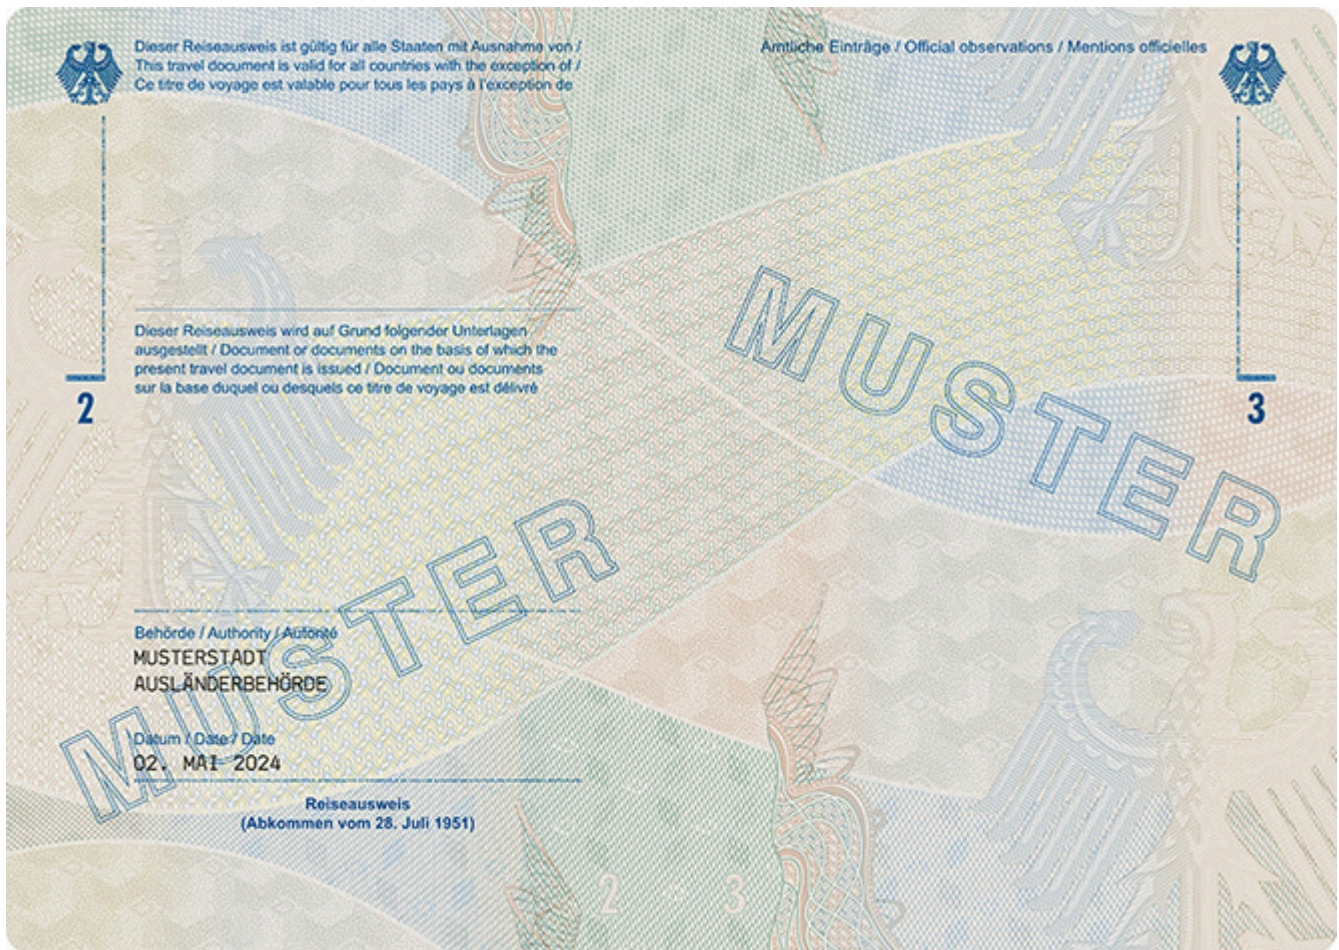 Dieser Reiseausweis ist gültig für alle Staaten mit Ausnahme von /
This travel document is valid for all countries with the exception of /
Ce titre de voyage est valable pour tous les pays à l'exception de
Dieser Reiseausweis wird auf Grund folgender Unterlagen
ausgestellt / Document or documents on the basis of which the
present travel document is issued / Document ou documents
sur la base duquel ou desquels ce titre de voyage est délivré
2
Behörde / Authority / Autorité
MUSTERSTADT
AUSLÄNDERBEHÖRDE
Datum / Date / Date
02. MAI 2024
MUSTER
Reiseausweis
(Abkommen vom 28. Juli 1951)
Amtliche Einträge / Official observations / Mentions officielles
MUSTER
3
2 3